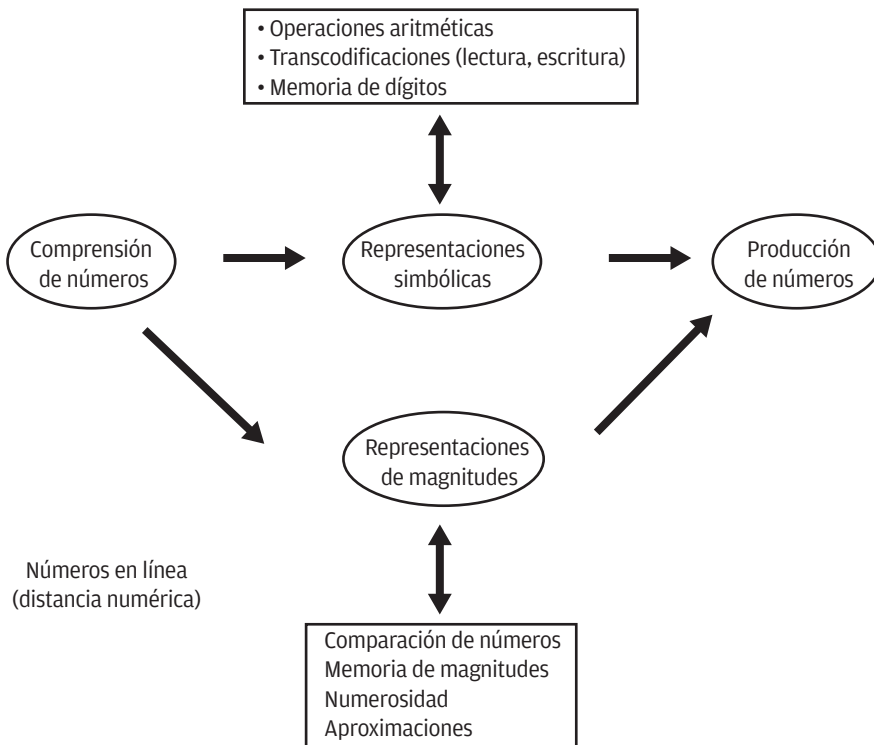 • Operaciones aritméticas
• Transcodificaciones (lectura, escritura)
• Memoria de dígitos
Comprensión
de números
Representaciones
simbólicas
Producción
de números
Representaciones
de magnitudes
Números en línea
(distancia numérica)
Comparación de números
Memoria de magnitudes
Numerosidad
Aproximaciones